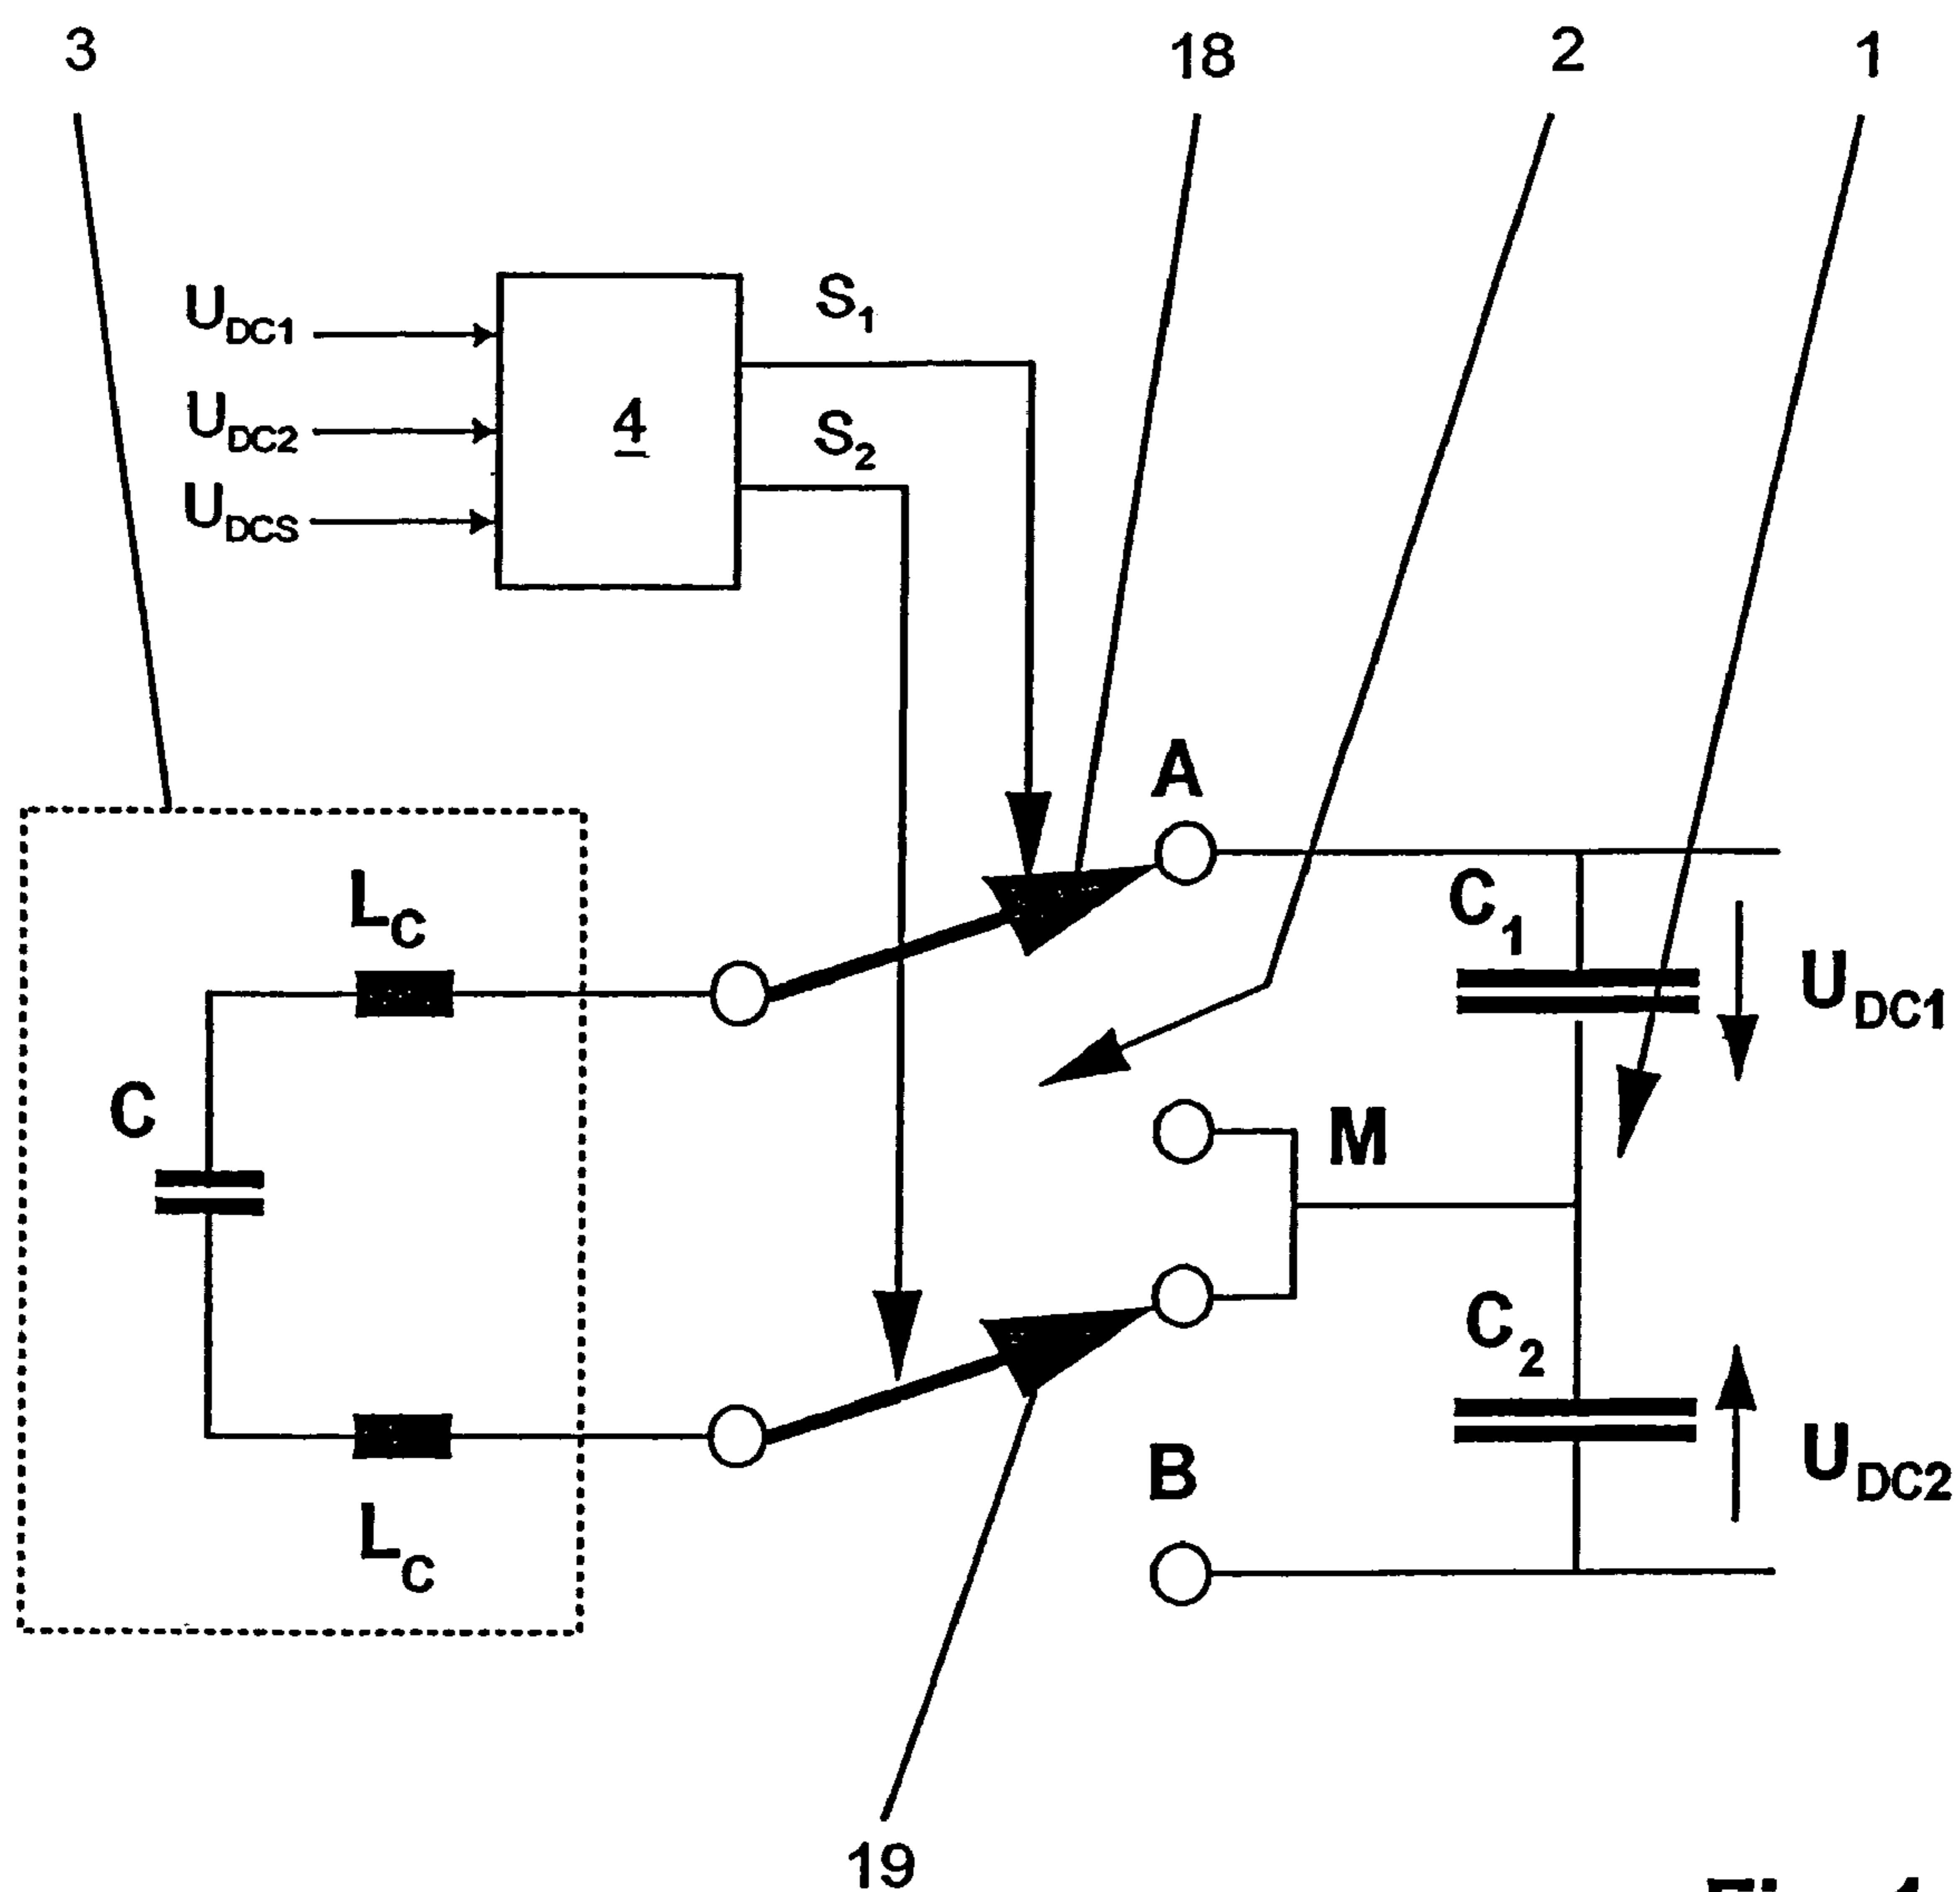 3 18 2 1
U_DC1
S_1
U_DC2
4
S_2
U_DCS
A
L_C
C_1
U_DC1
C
M
C_2
B
U_DC2
L_C
19